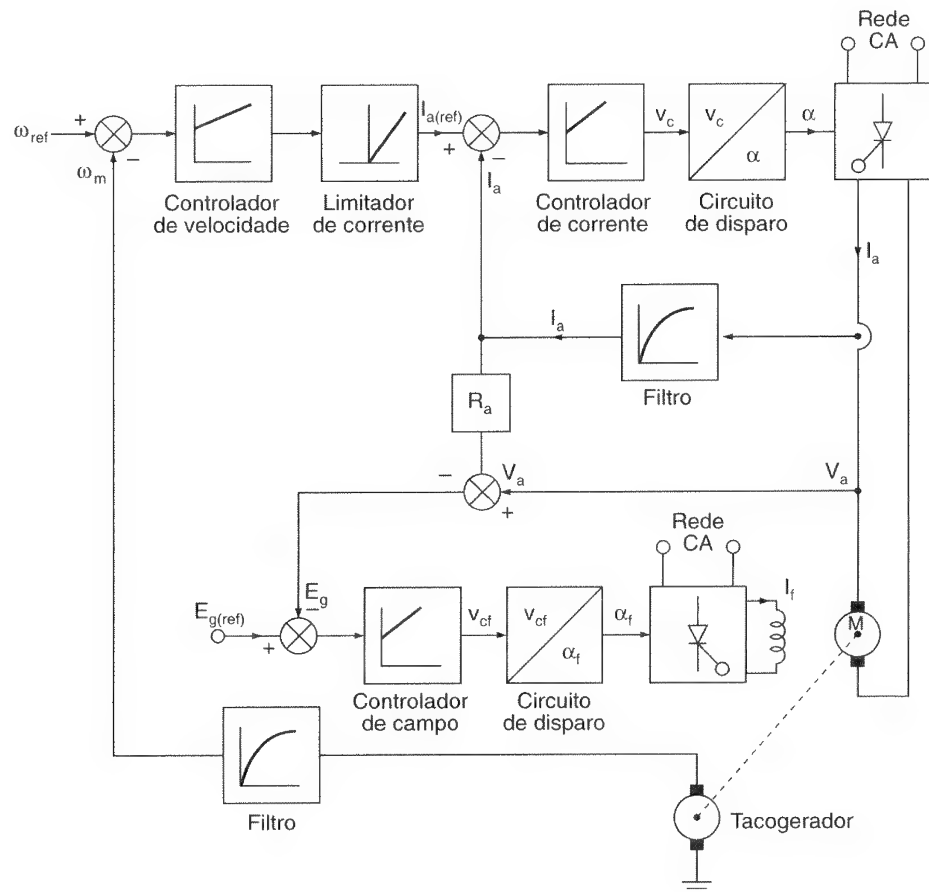 Rede
CA
ω_ref
+
−
ω_m
Controlador
de velocidade
Limitador
de corrente
I_a(ref)
+
−
I_a
Controlador
de corrente
v_c
v_c
α
Circuito
de disparo
α
I_a
I_a
Filtro
R_a
−
V_a
+
V_a
Rede
CA
E_g
−
E_g(ref)
+
Controlador
de campo
v_cf
v_cf
α_f
Circuito
de disparo
α_f
I_f
M
Filtro
Tacogerador